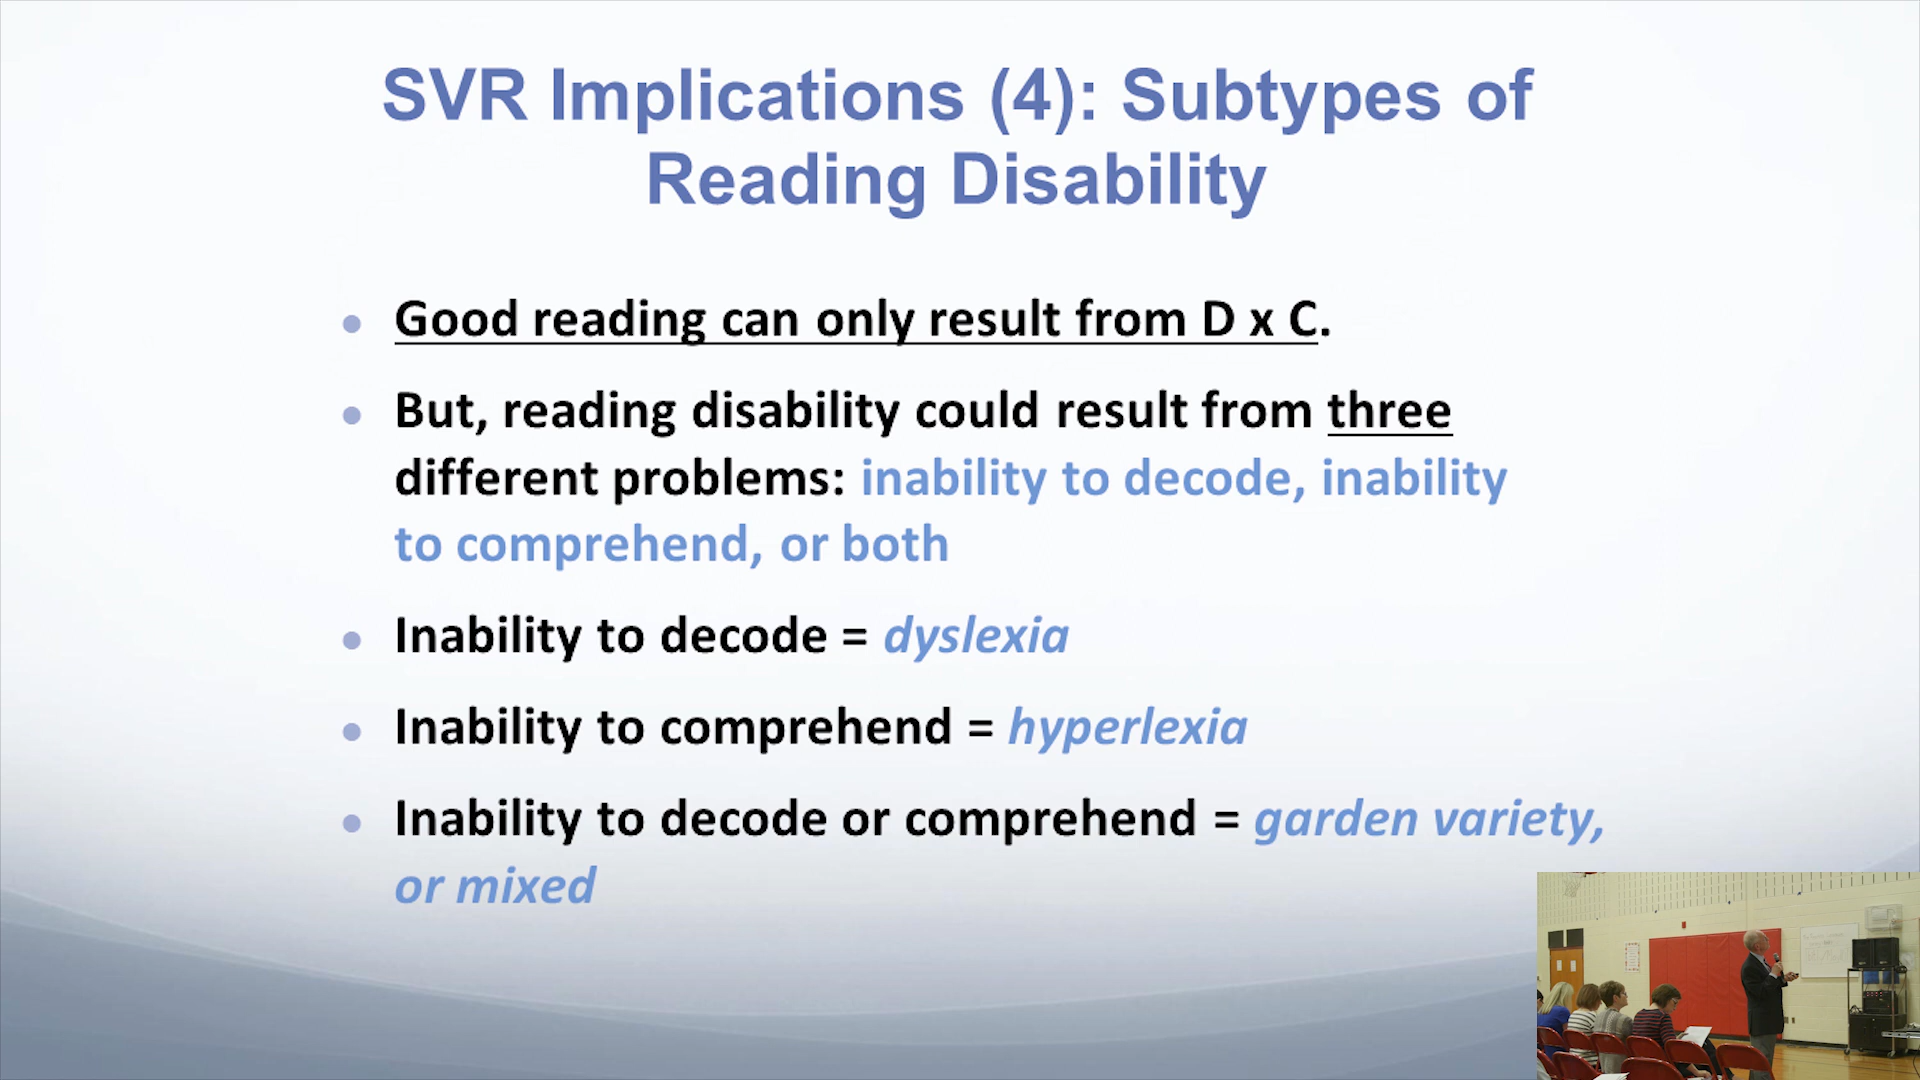 SVR Implications (4): Subtypes of
Reading Disability
Good reading can only result from D x C.
But, reading disability could result from three
different problems: inability to decode, inability
to comprehend, or both
Inability to decode = dyslexia
Inability to comprehend = hyperlexia
Inability to decode or comprehend = garden variety,
or mixed